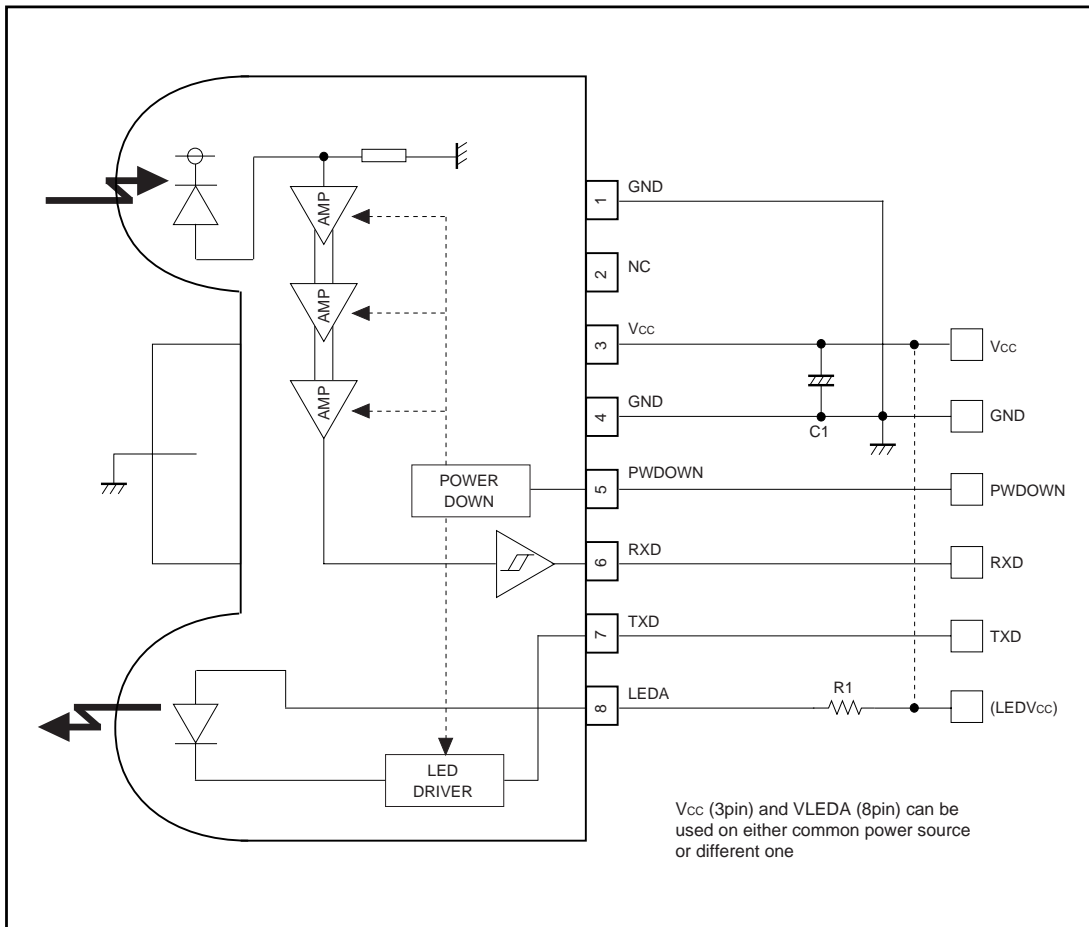 AMP
AMP
AMP
POWER
DOWN
LED
DRIVER
1
GND
2
NC
3
Vcc
4
GND
5
PWDOWN
6
RXD
7
TXD
8
LEDA
C1
R1
Vcc
GND
PWDOWN
RXD
TXD
(LEDVcc)
Vcc (3pin) and VLEDA (8pin) can be
used on either common power source
or different one